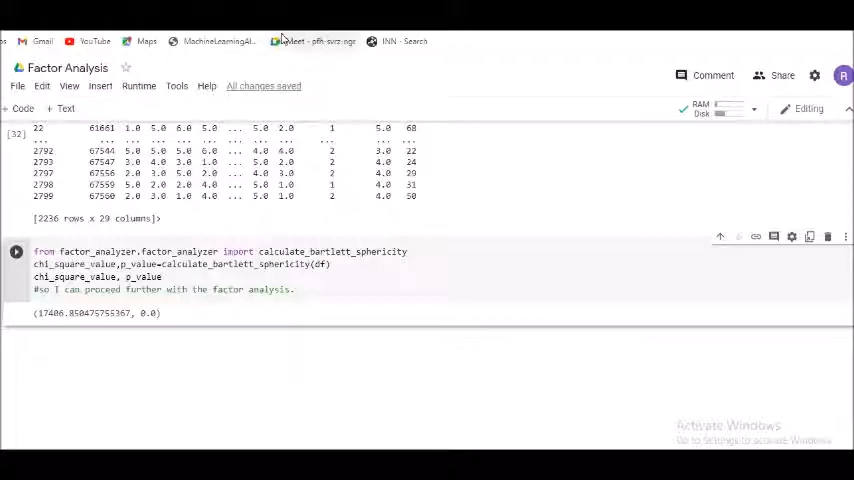 Gmail YouTube Maps MachineLearningAI... Meet - pfh-svrz-ngr INN - Search
Factor Analysis
Comment Share R
File Edit View Insert Runtime Tools Help All changes saved
+ Code + Text RAM Disk Editing
[32] 22 61661 1.0 5.0 6.0 5.0 ... 5.0 2.0 1 5.0 68
... ... ... ... ... ... ... ... ... ... ... ...
2792 67544 5.0 5.0 5.0 6.0 ... 4.0 4.0 2 3.0 22
2793 67547 3.0 4.0 3.0 1.0 ... 5.0 2.0 2 4.0 24
2797 67556 2.0 3.0 5.0 2.0 ... 4.0 3.0 2 4.0 29
2798 67559 5.0 2.0 2.0 4.0 ... 5.0 1.0 1 4.0 31
2799 67560 2.0 3.0 1.0 4.0 ... 5.0 1.0 2 4.0 50
[2236 rows x 29 columns]>
from factor_analyzer.factor_analyzer import calculate_bartlett_sphericity
chi_square_value,p_value=calculate_bartlett_sphericity(df)
chi_square_value, p_value
#so I can proceed further with the factor analysis.
(17406.850475755367, 0.0)
Activate Windows
Go to Settings to activate Windows.